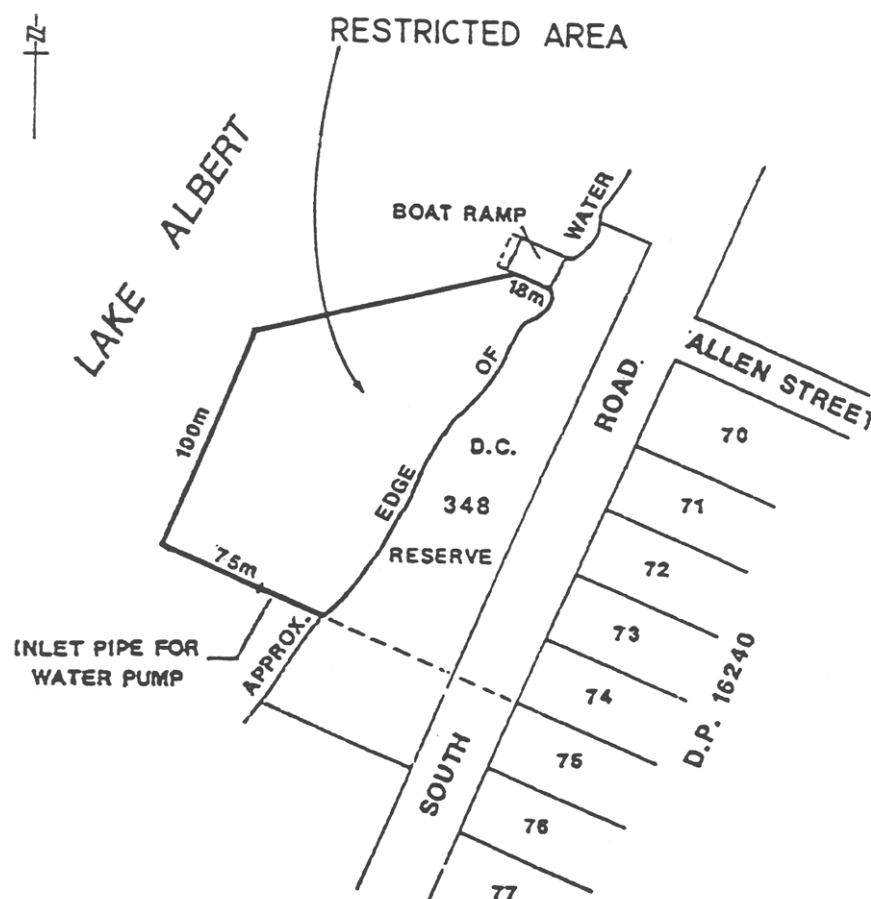 N
RESTRICTED AREA
LAKE ALBERT
BOAT RAMP
WATER
18m
OF
EDGE
APPROX.
100m
75m
D.C.
348
RESERVE
INLET PIPE FOR
WATER PUMP
SOUTH
ROAD.
ALLEN STREET
70
71
72
73
74
75
76
77
D.P. 16240